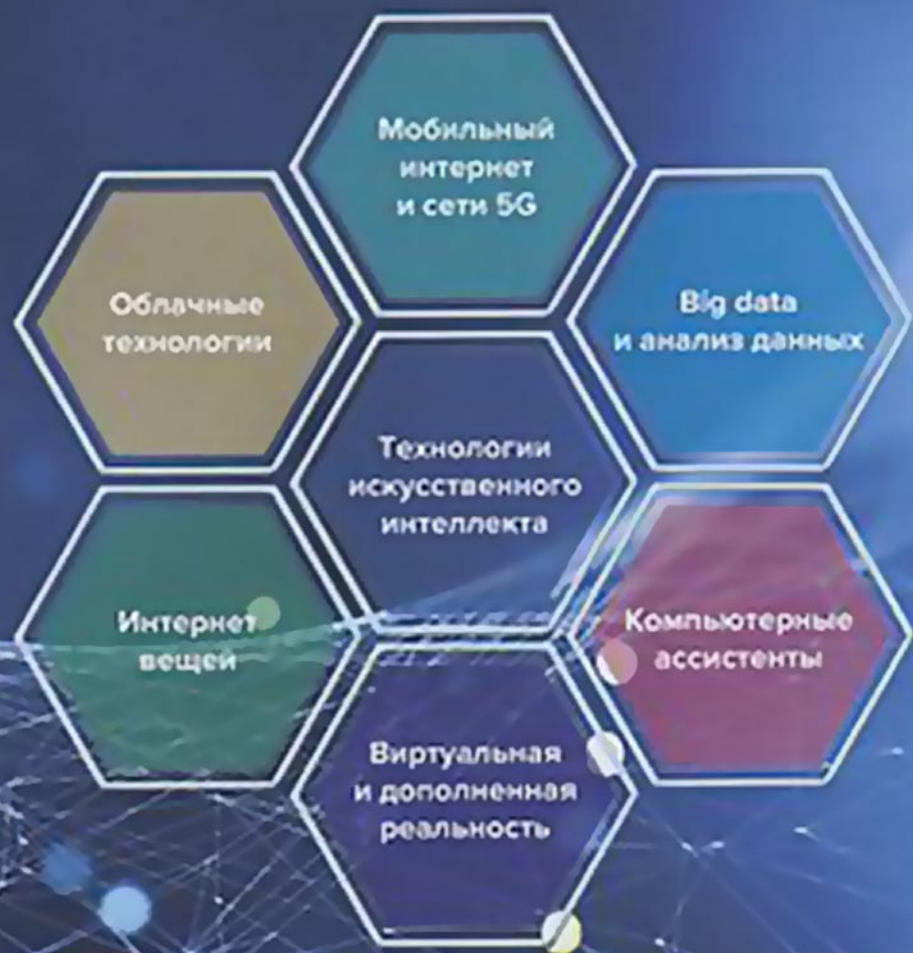 Мобильный
интернет
и сети 5G
Облачные
технологии
Big data
и анализ данных
Технологии
искусственного
интеллекта
Интернет
вещей
Компьютерные
ассистенты
Виртуальная
и дополненная
реальность